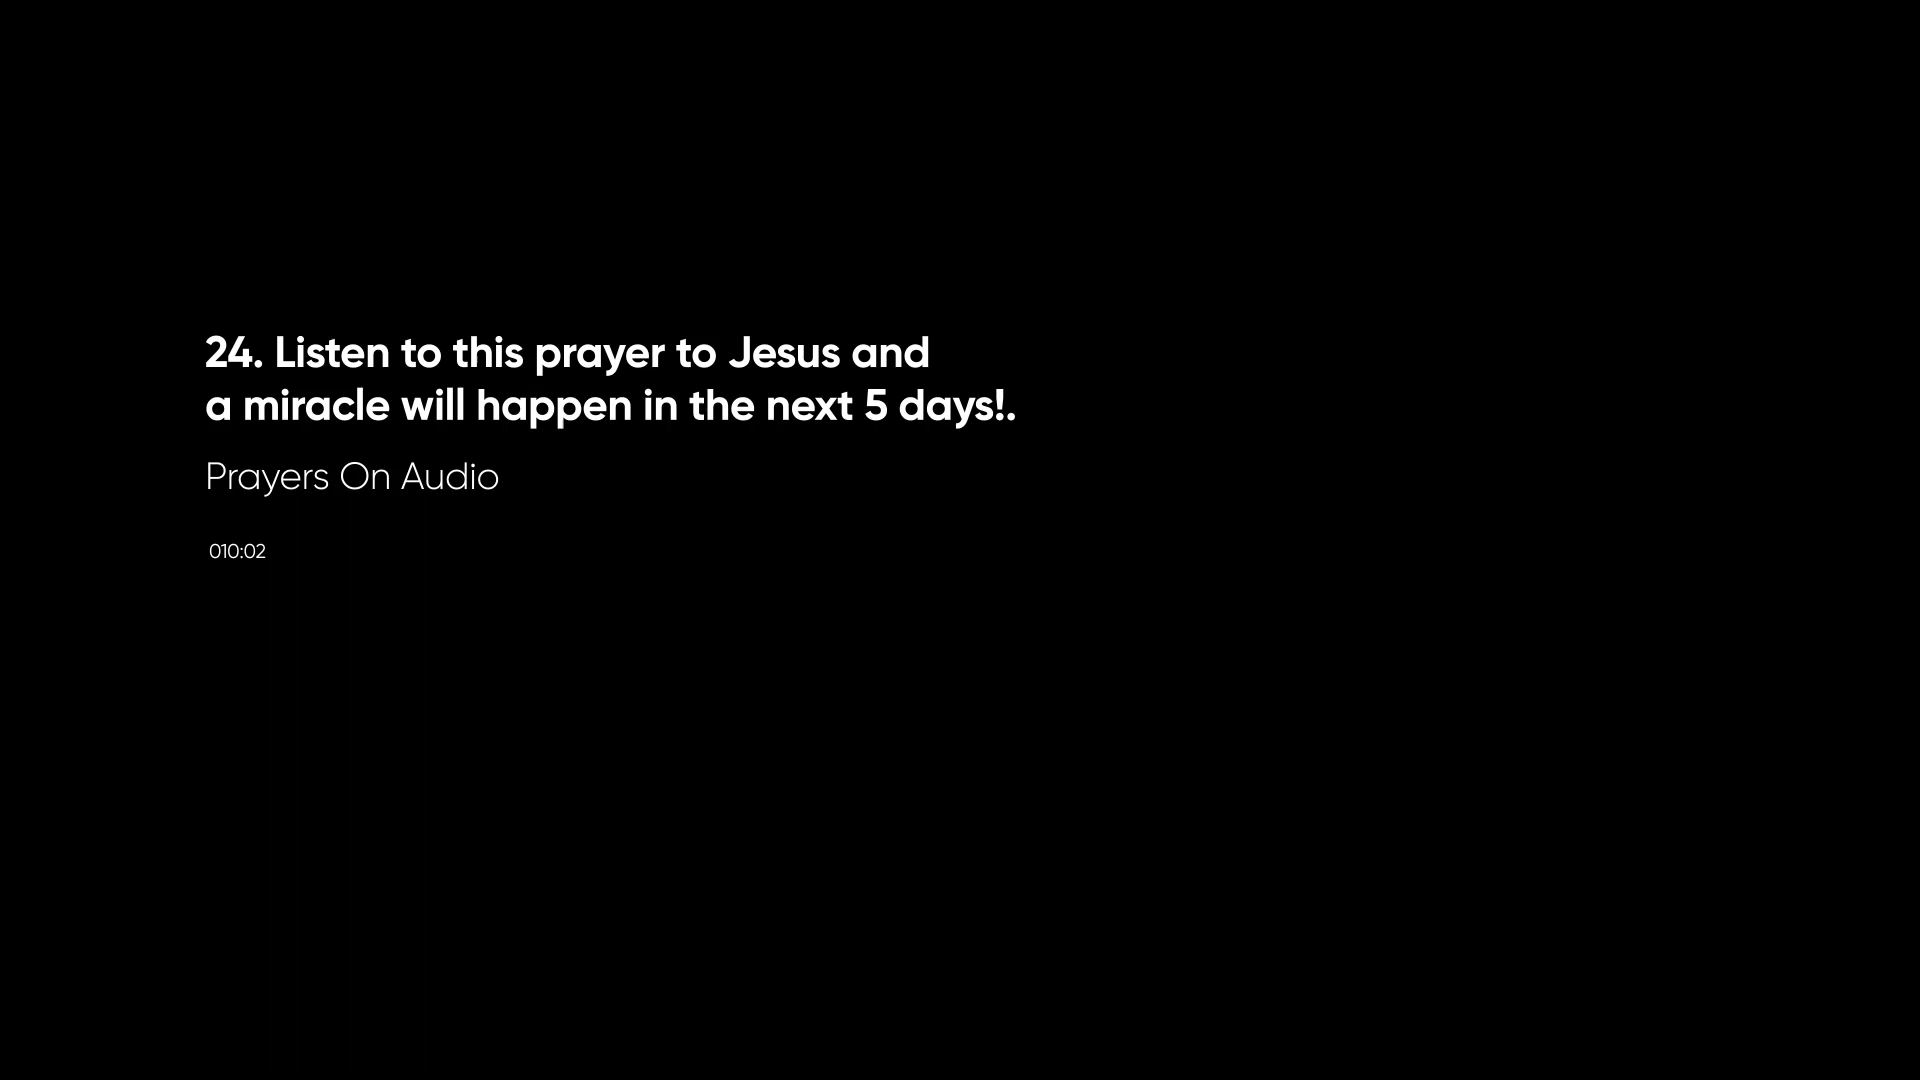 24. Listen to this prayer to Jesus and
a miracle will happen in the next 5 days!.
Prayers On Audio
010:02